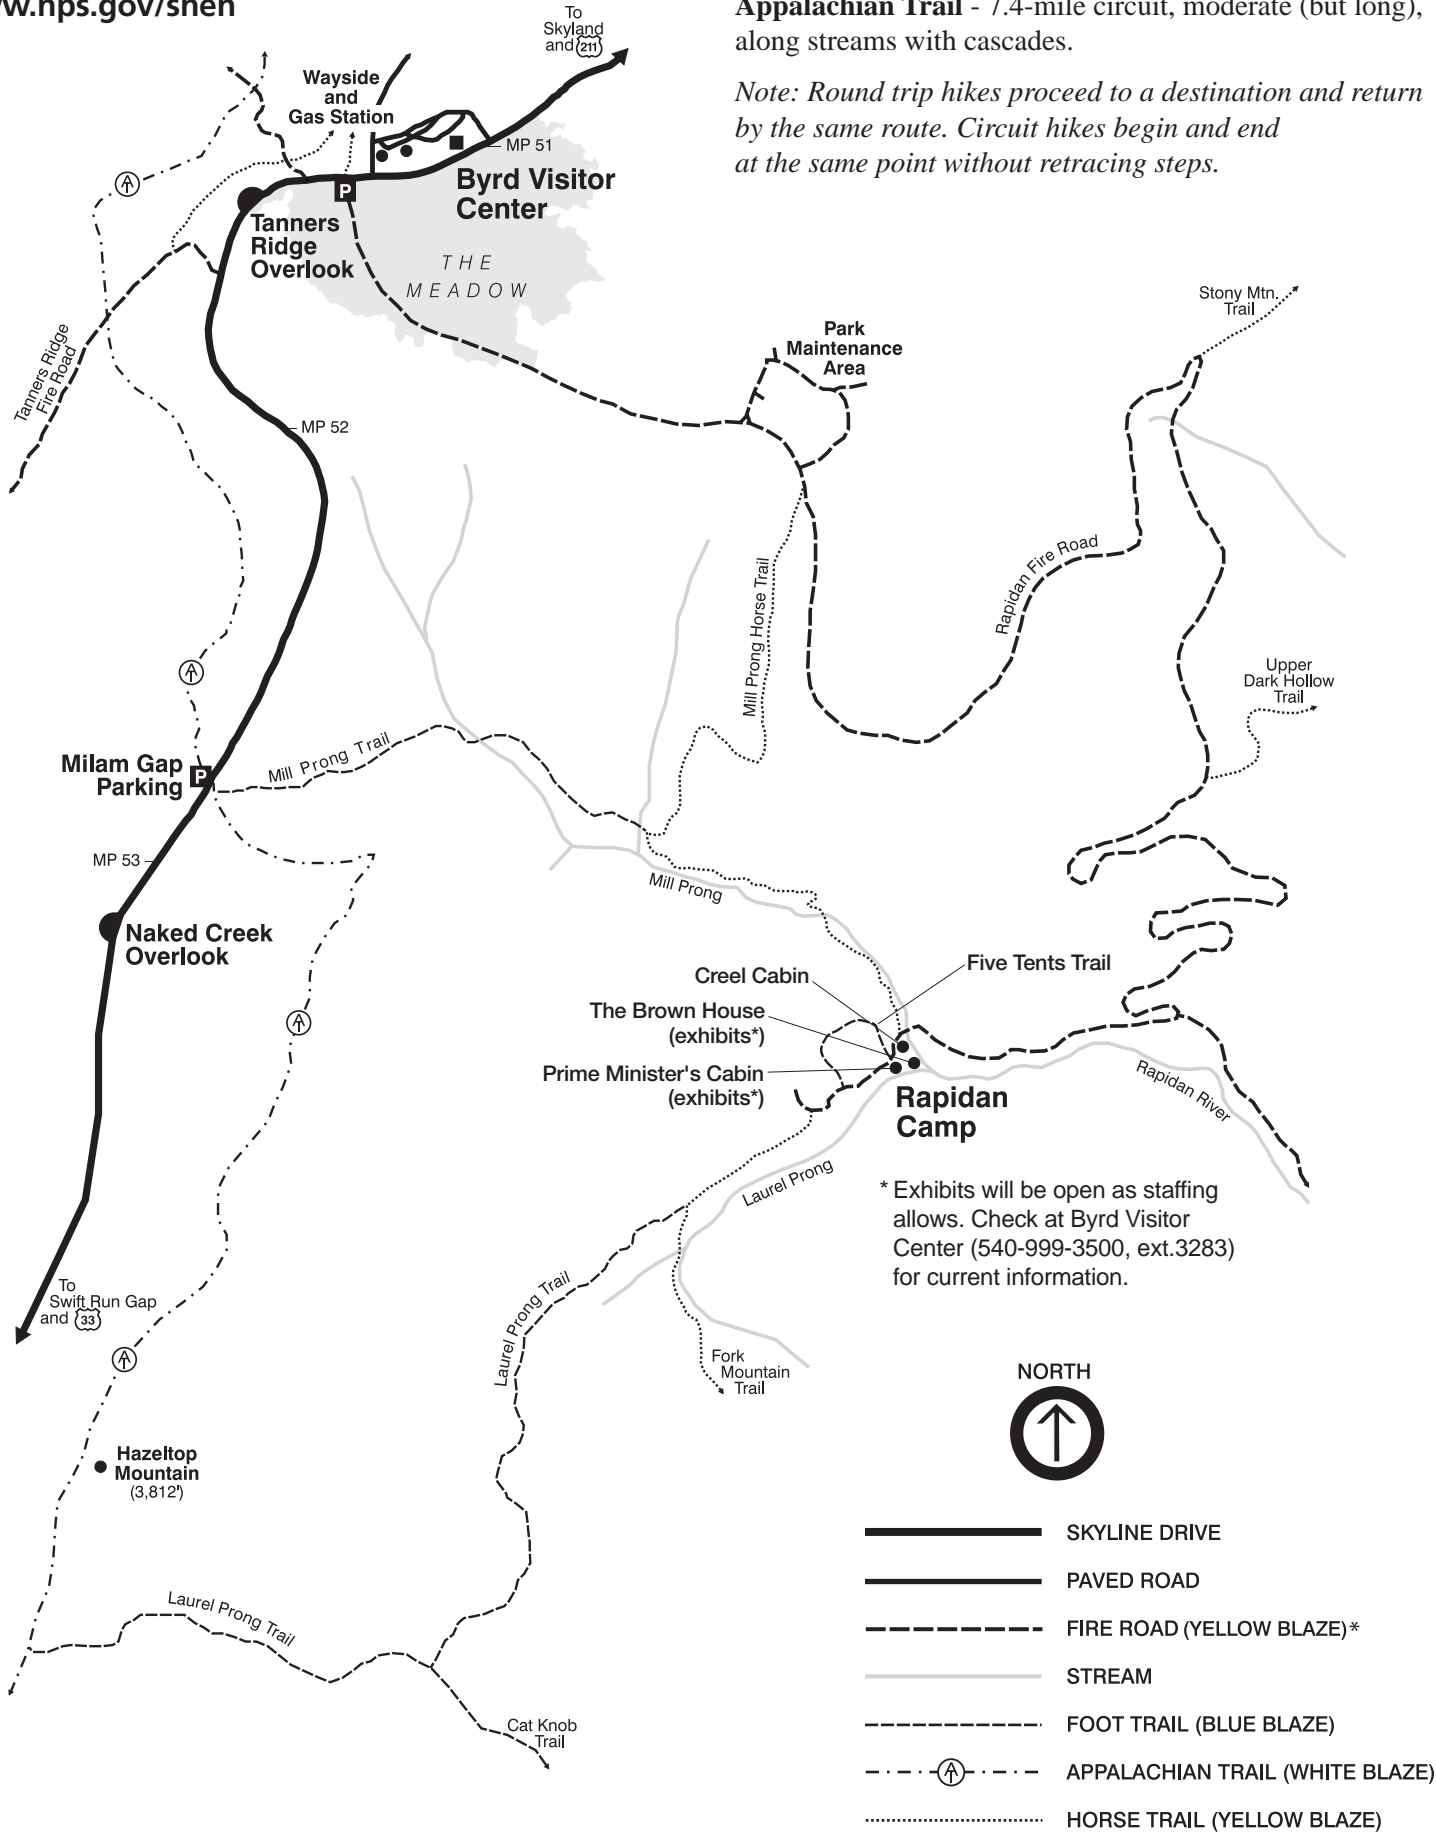 w.nps.gov/shen
Appalachian Trail - 7.4-mile circuit, moderate (but long),
along streams with cascades.
Note: Round trip hikes proceed to a destination and return
by the same route. Circuit hikes begin and end
at the same point without retracing steps.
To
Skyland
and 211
Wayside
and
Gas Station
MP 51
P
Byrd Visitor
Center
Tanners
Ridge
Overlook
THE
MEADOW
Stony Mtn.
Trail
Park
Maintenance
Area
Tanners Ridge
Fire Road
MP 52
Rapidan Fire Road
Mill Prong Horse Trail
Upper
Dark Hollow
Trail
Milam Gap
Parking
P
Mill Prong Trail
MP 53
Mill Prong
Naked Creek
Overlook
Creel Cabin
Five Tents Trail
The Brown House
(exhibits*)
Prime Minister's Cabin
(exhibits*)
Rapidan
Camp
Rapidan River
Laurel Prong
* Exhibits will be open as staffing
allows. Check at Byrd Visitor
Center (540-999-3500, ext.3283)
for current information.
To
Swift Run Gap
and 33
Laurel Prong Trail
Fork
Mountain
Trail
NORTH
Hazeltop
Mountain
(3,812')
Laurel Prong Trail
Cat Knob
Trail
SKYLINE DRIVE
PAVED ROAD
FIRE ROAD (YELLOW BLAZE)*
STREAM
FOOT TRAIL (BLUE BLAZE)
APPALACHIAN TRAIL (WHITE BLAZE)
HORSE TRAIL (YELLOW BLAZE)